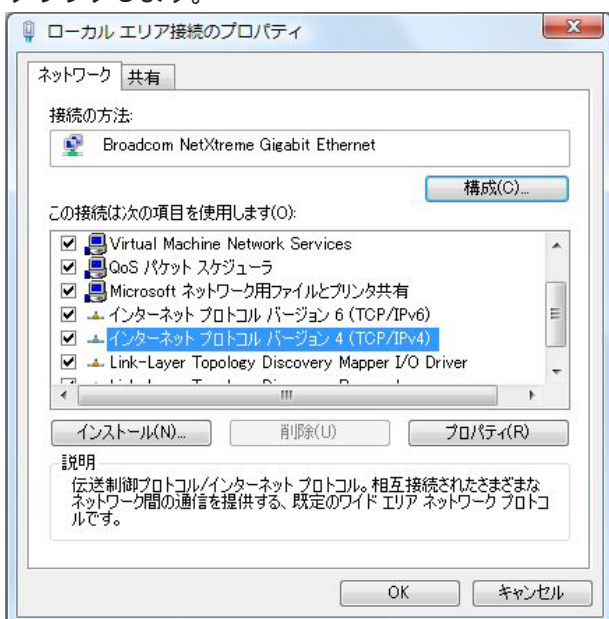 クリックします。
ローカル エリア接続のプロパティ
ネットワーク 共有
接続の方法:
Broadcom NetXtreme Gigabit Ethernet
構成(C)...
この接続は次の項目を使用します(O):
Virtual Machine Network Services
QoS パケット スケジューラ
Microsoft ネットワーク用ファイルとプリンタ共有
インターネット プロトコル バージョン 6 (TCP/IPv6)
インターネット プロトコル バージョン 4 (TCP/IPv4)
Link-Layer Topology Discovery Mapper I/O Driver
インストール(N)... 削除(U) プロパティ(R)
説明
伝送制御プロトコル/インターネット プロトコル。相互接続されたさまざまな
ネットワーク間の通信を提供する、既定のワイド エリア ネットワーク プロトコ
ルです。
OK キャンセル